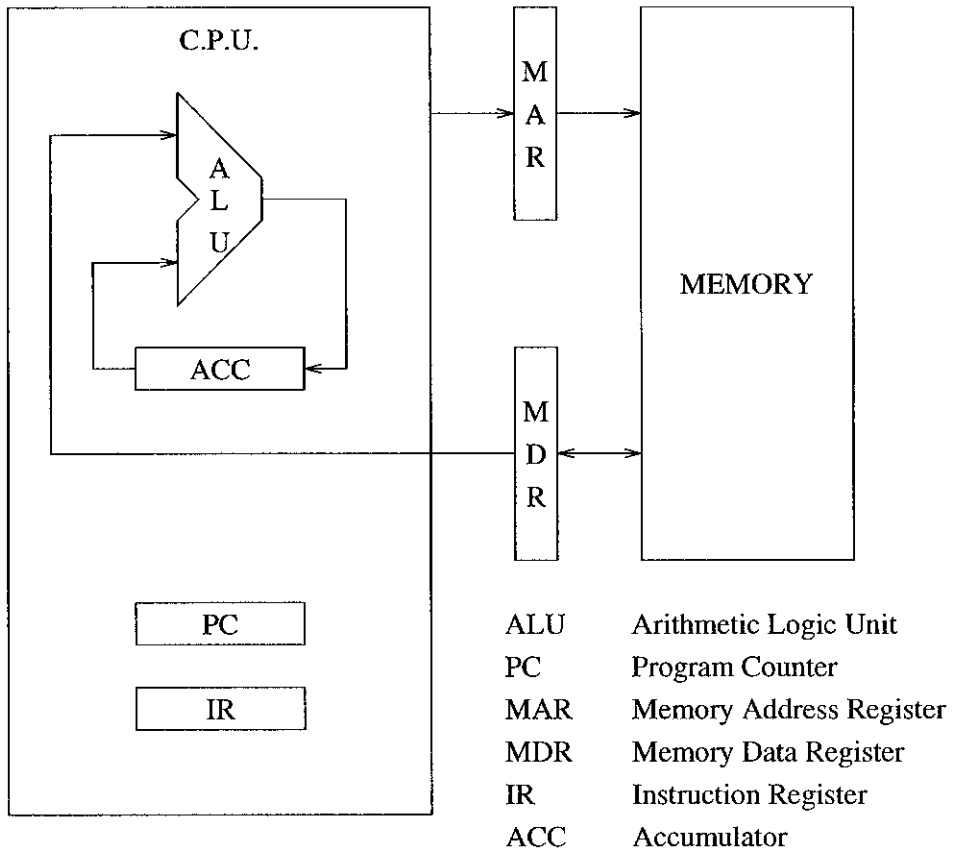 C.P.U.
A
L
U
ACC
PC
IR
M
A
R
M
D
R
MEMORY
ALU Arithmetic Logic Unit
PC Program Counter
MAR Memory Address Register
MDR Memory Data Register
IR Instruction Register
ACC Accumulator